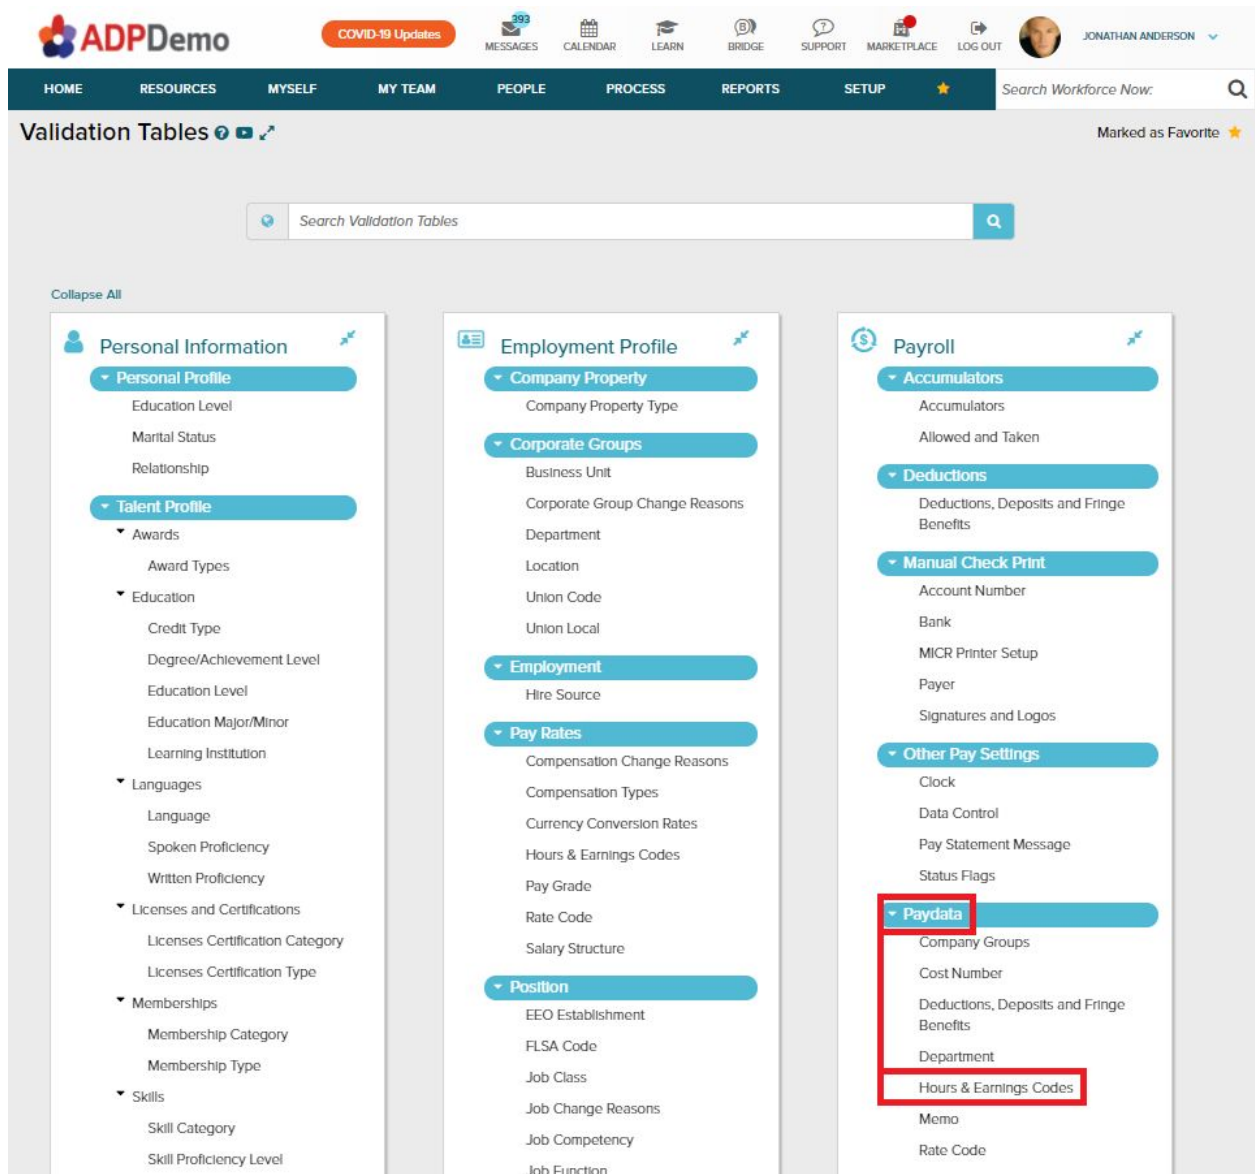 ADPDemo
COVID-19 Updates
393
MESSAGES
CALENDAR
LEARN
BRIDGE
SUPPORT
MARKETPLACE
LOG OUT
JONATHAN ANDERSON
HOME RESOURCES MYSELF MY TEAM PEOPLE PROCESS REPORTS SETUP
Search Workforce Now:
Validation Tables
Marked as Favorite
Search Validation Tables
Collapse All
Personal Information
Personal Profile
Education Level
Marital Status
Relationship
Talent Profile
Awards
Award Types
Education
Credit Type
Degree/Achievement Level
Education Level
Education Major/Minor
Learning Institution
Languages
Language
Spoken Proficiency
Written Proficiency
Licenses and Certifications
Licenses Certification Category
Licenses Certification Type
Memberships
Membership Category
Membership Type
Skills
Skill Category
Skill Proficiency Level
Employment Profile
Company Property
Company Property Type
Corporate Groups
Business Unit
Corporate Group Change Reasons
Department
Location
Union Code
Union Local
Employment
Hire Source
Pay Rates
Compensation Change Reasons
Compensation Types
Currency Conversion Rates
Hours & Earnings Codes
Pay Grade
Rate Code
Salary Structure
Position
EEO Establishment
FLSA Code
Job Class
Job Change Reasons
Job Competency
Job Function
Payroll
Accumulators
Accumulators
Allowed and Taken
Deductions
Deductions, Deposits and Fringe
Benefits
Manual Check Print
Account Number
Bank
MICR Printer Setup
Payer
Signatures and Logos
Other Pay Settings
Clock
Data Control
Pay Statement Message
Status Flags
Paydata
Company Groups
Cost Number
Deductions, Deposits and Fringe
Benefits
Department
Hours & Earnings Codes
Memo
Rate Code